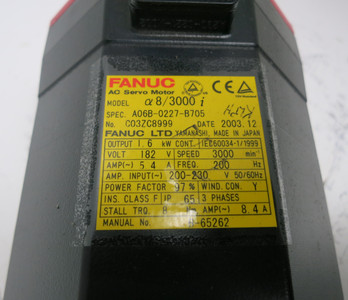 FANUC
AC Servo Motor
MODEL α8/3000 i
SPEC. A06B-0227-B705
NO. C03ZC8999 DATE 2003.12
FANUC LTD YAMANASHI, MADE IN JAPAN
OUTPUT 1.6 kW CONT. IEC60034-1/1999
VOLT 182 V SPEED 3000 min
AMP(~) 5.4 A FREQ. 200 Hz
AMP. INPUT(~) 200-230 V 50/60Hz
POWER FACTOR 97% WIND.CON. Y
INS. CLASS F IP 65 3 PHASES
STALL TRQ. 8 AMP(~) 8.4 A
MANUAL No. 65262